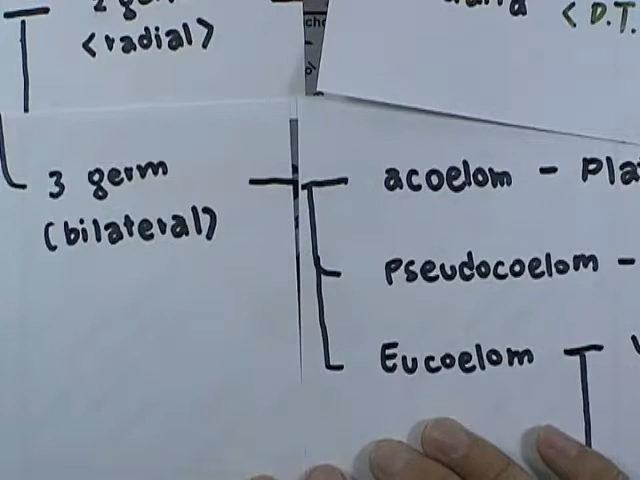 <radial>
< D.T.
3 germ
(bilateral)
acoelom -
pseudocoelom -
Eucoelom